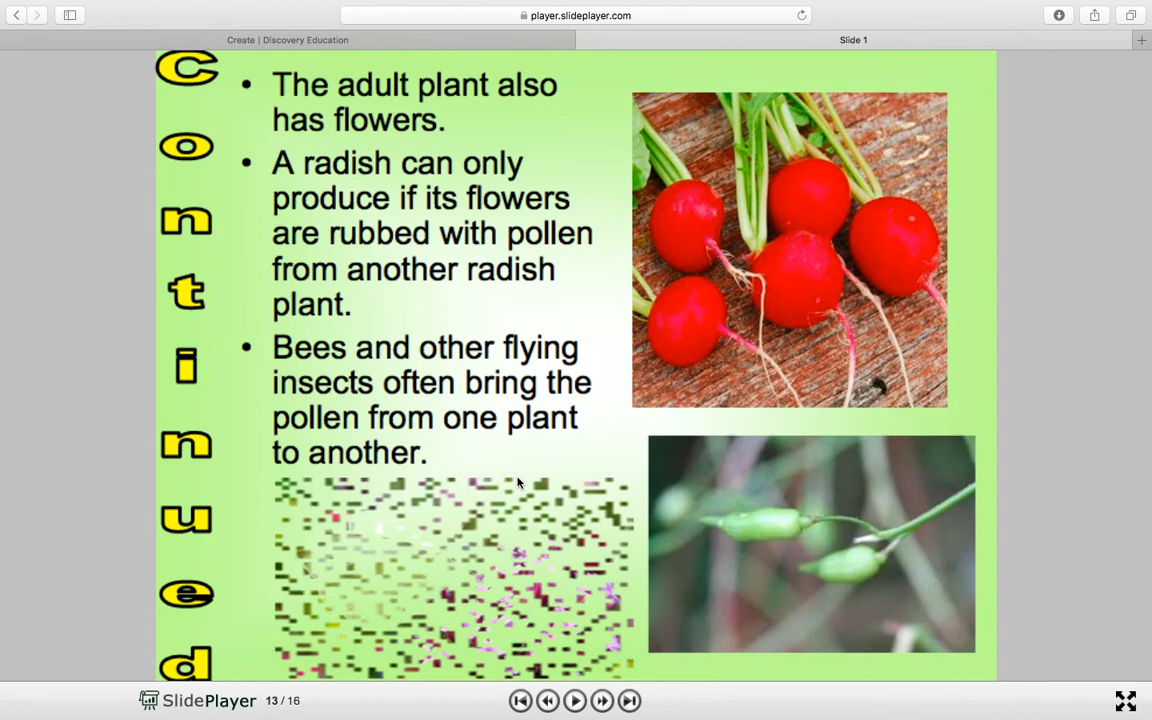 player.slideplayer.com
Create | Discovery Education
Slide 1
Continued
• The adult plant also
has flowers.
• A radish can only
produce if its flowers
are rubbed with pollen
from another radish
plant.
• Bees and other flying
insects often bring the
pollen from one plant
to another.
SlidePlayer 13 / 16